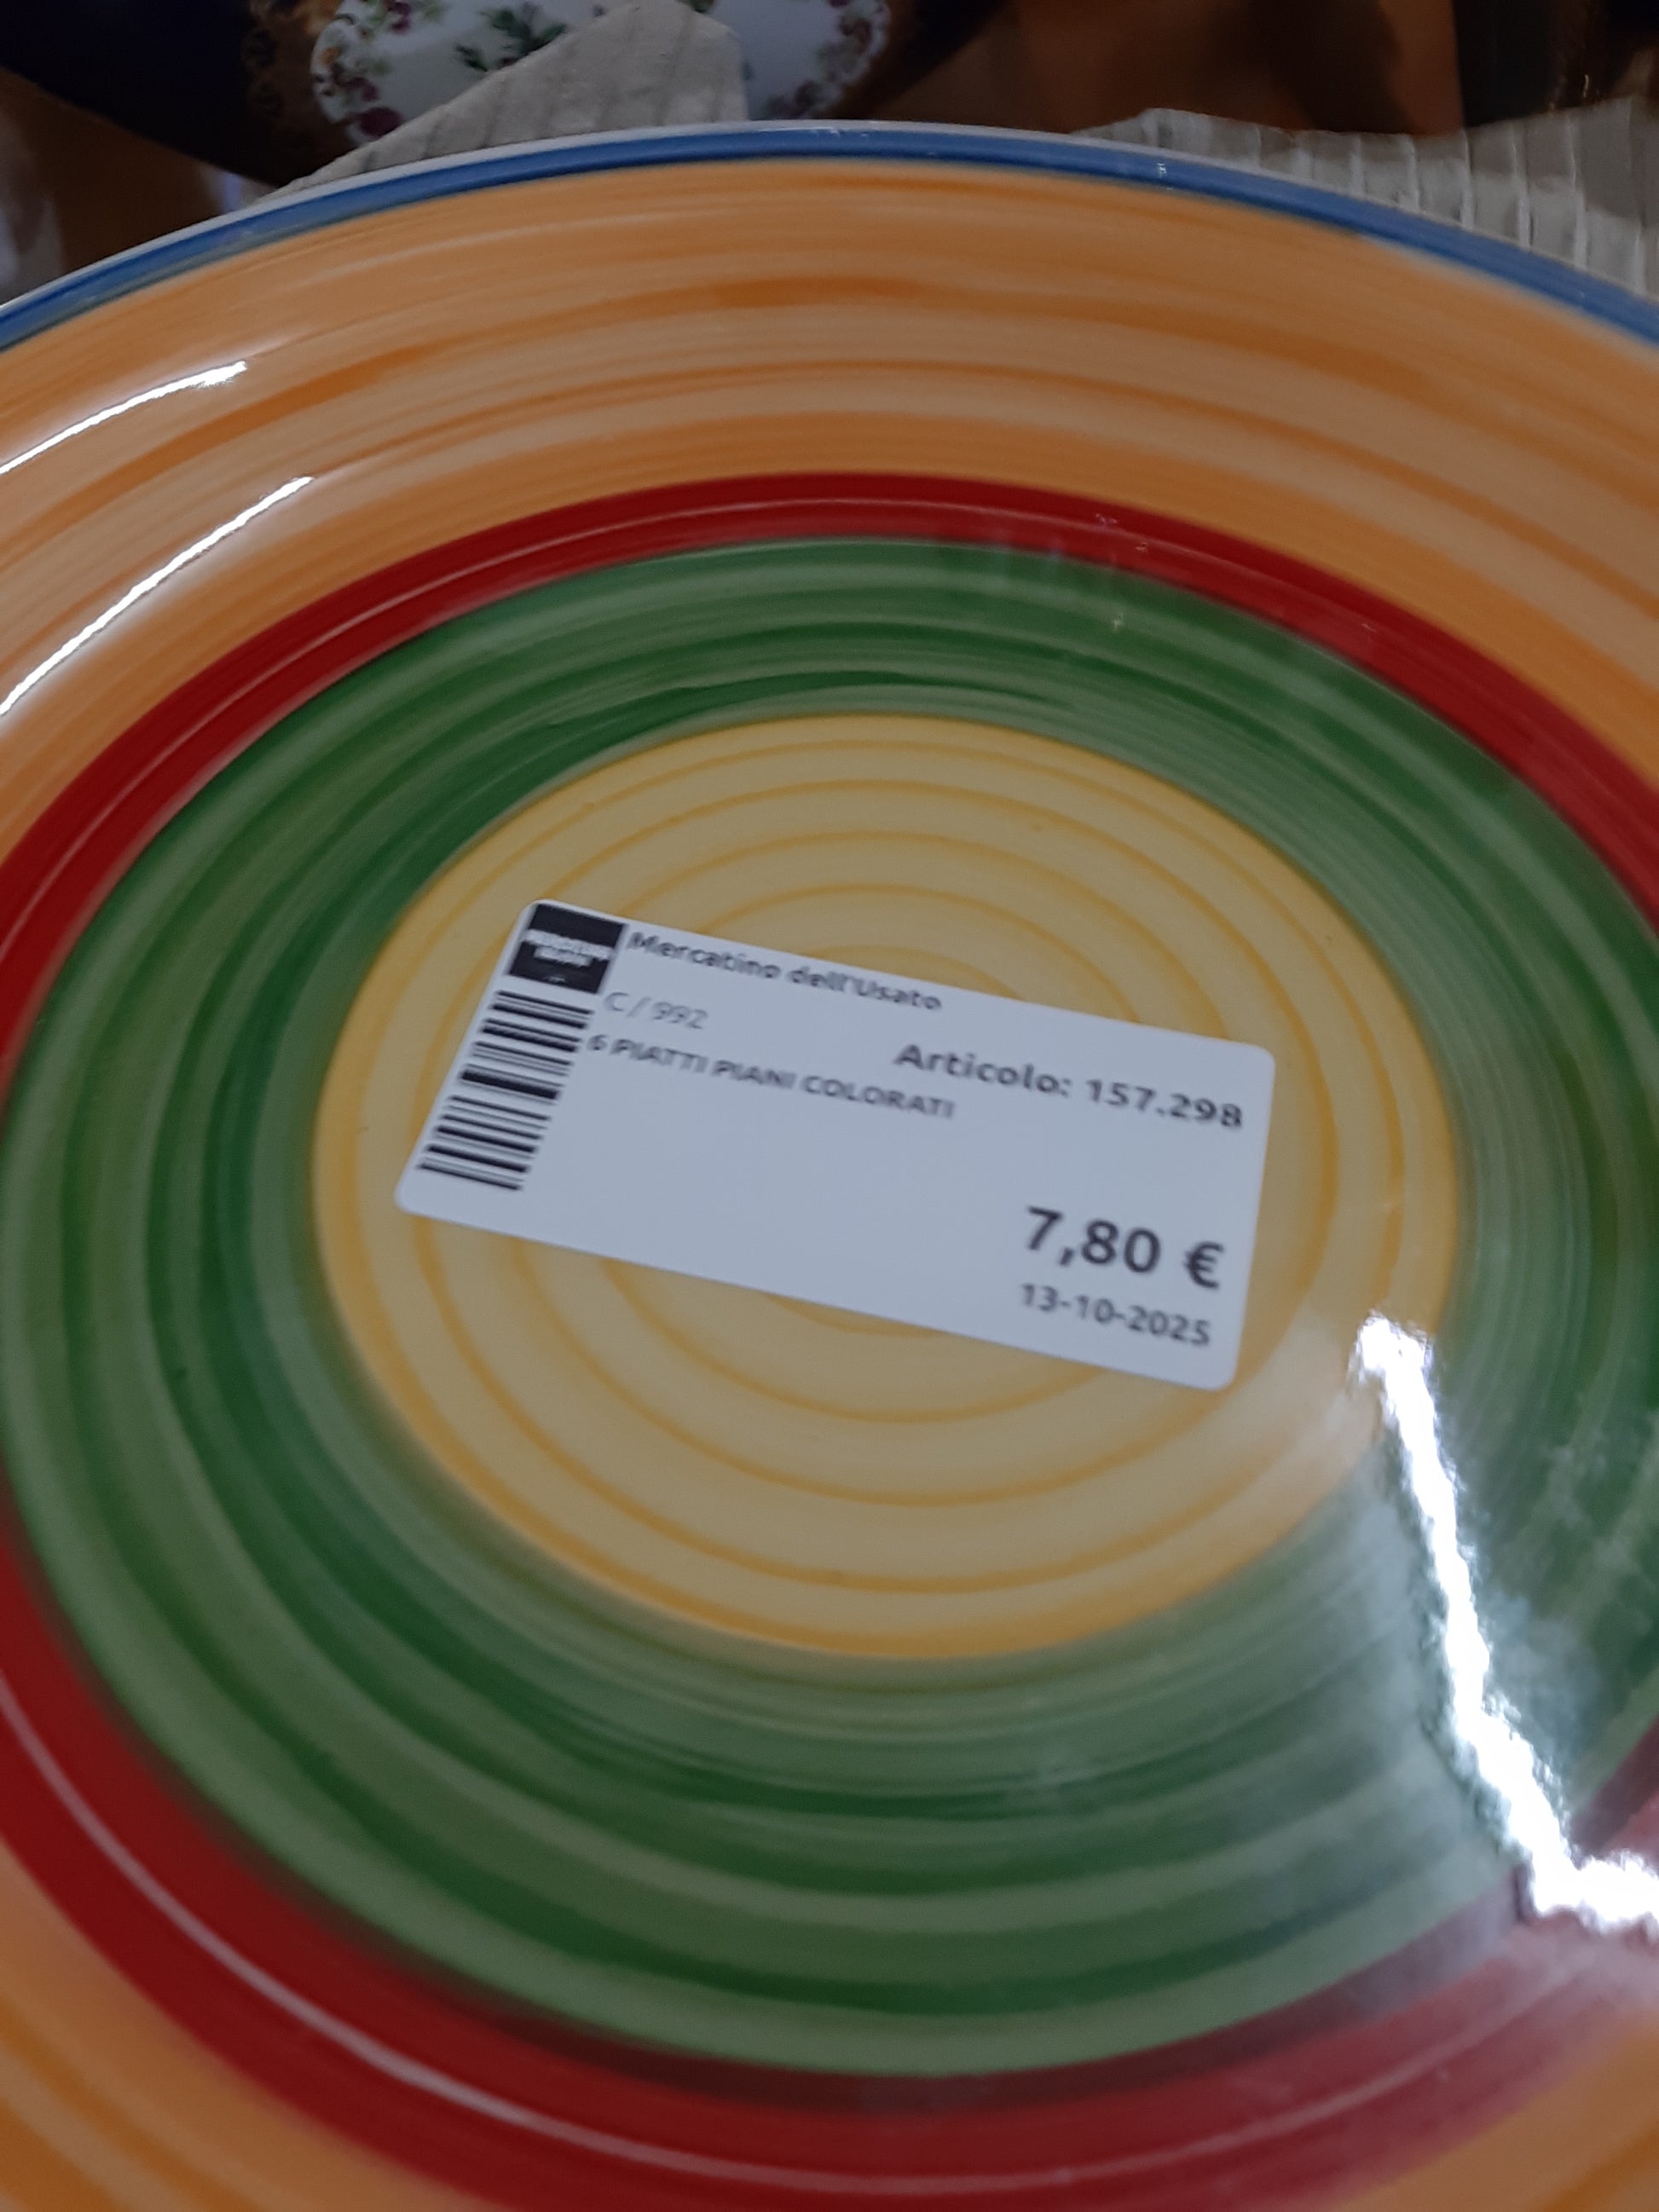 Mercatino dell'Usato
C / 992
Articolo: 157.298
6 PIATTI PIANI COLORATI
7,80 €
13-10-2025